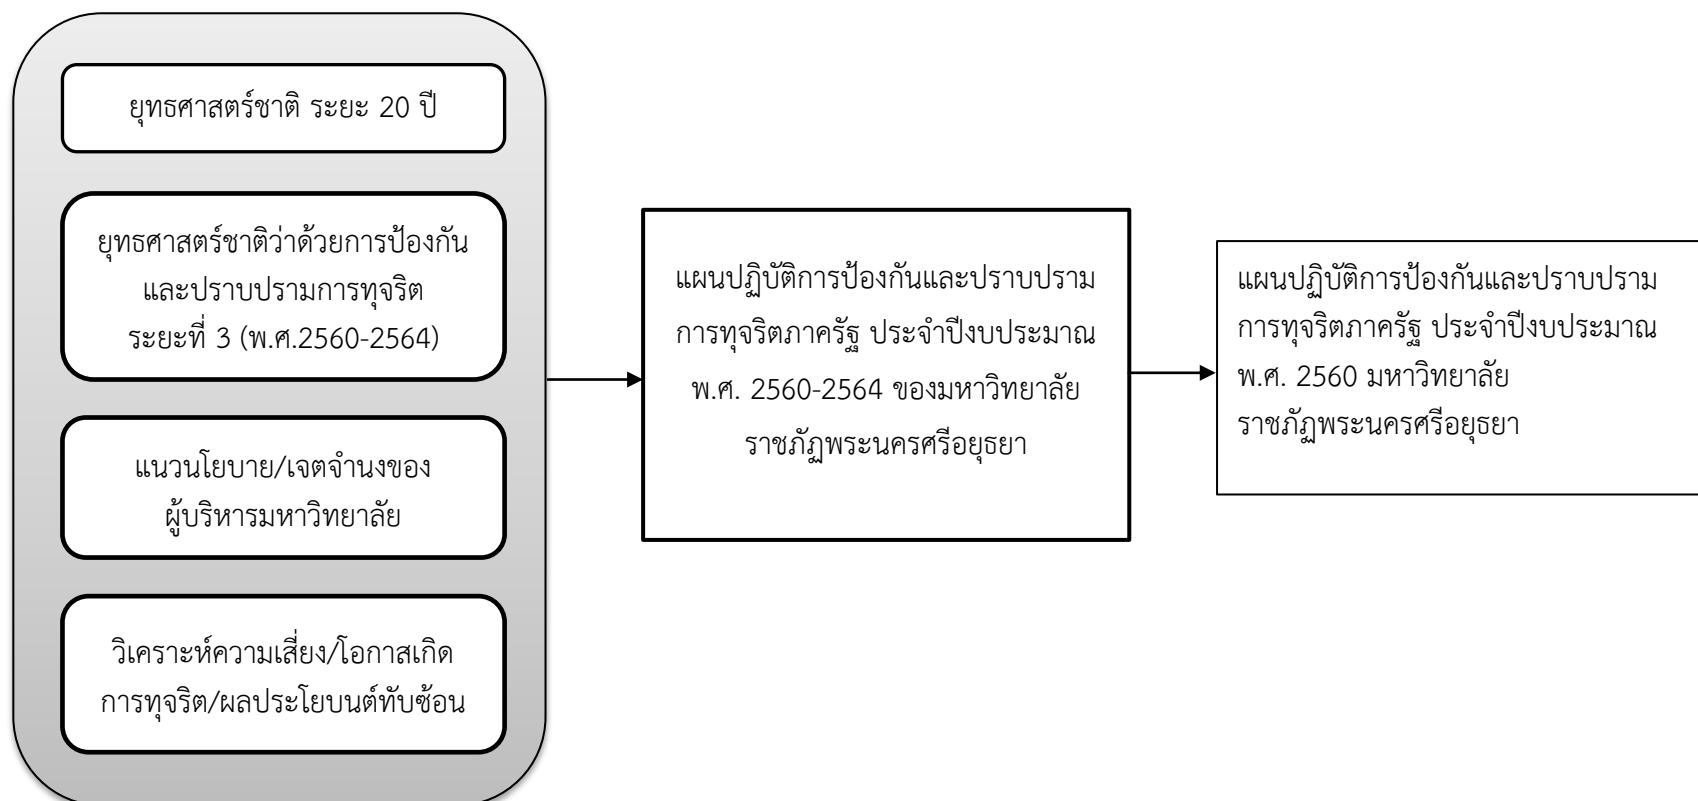 ยุทธศาสตร์ชาติ ระยะ 20 ปี
ยุทธศาสตร์ชาติว่าด้วยการป้องกัน
และปราบปรามการทุจริต
ระยะที่ 3 (พ.ศ.2560-2564)
แนวนโยบาย/เจตจำนงของ
ผู้บริหารมหาวิทยาลัย
วิเคราะห์ความเสี่ยง/โอกาสเกิด
การทุจริต/ผลประโยบนต์ทับซ้อน
แผนปฏิบัติการป้องกันและปราบปราม
การทุจริตภาครัฐ ประจำปีงบประมาณ
พ.ศ. 2560-2564 ของมหาวิทยาลัย
ราชภัฏพระนครศรีอยุธยา
แผนปฏิบัติการป้องกันและปราบปราม
การทุจริตภาครัฐ ประจำปีงบประมาณ
พ.ศ. 2560 มหาวิทยาลัย
ราชภัฏพระนครศรีอยุธยา